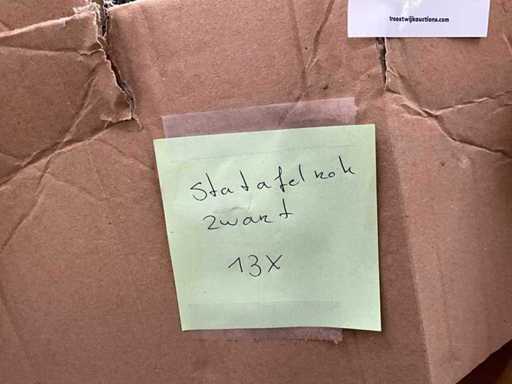 troostwijkauctions.com
Statafelrok
zwart
13X